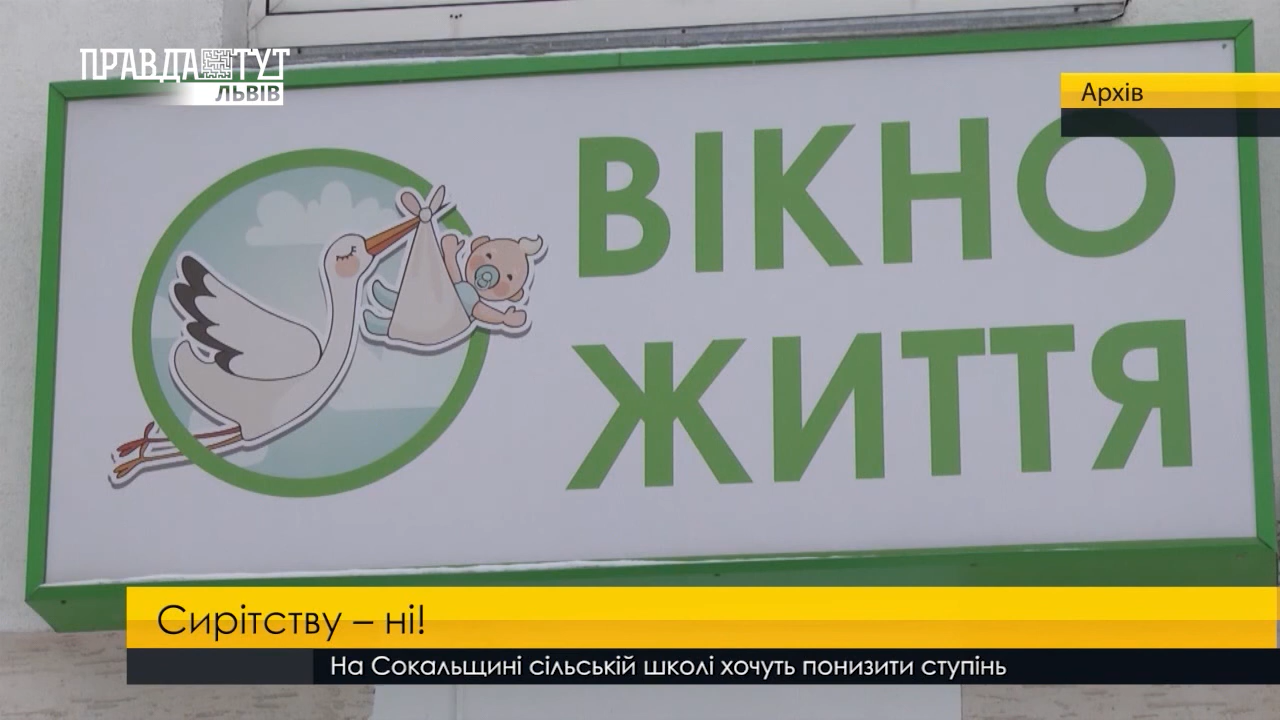 ПРАВДА ТУТ
ЛЬВІВ
Архів
ВІКНО
ЖИТТЯ
Сирітству – ні!
На Сокальщині сільській школі хочуть понизити ступінь